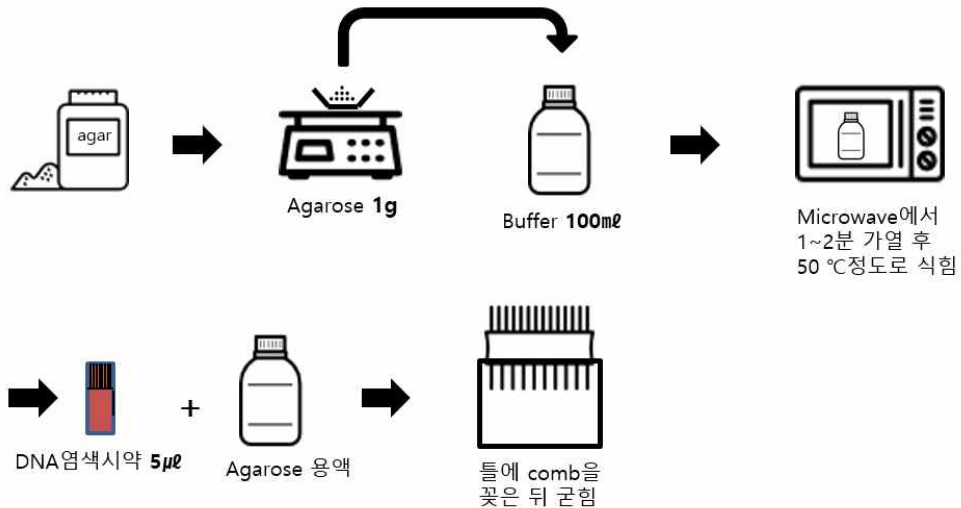 agar
Agarose 1g
Buffer 100㎖
Microwave에서
1~2분 가열 후
50 ℃정도로 식힘
+
DNA염색시약 5㎕
Agarose 용액
틀에 comb을
꽂은 뒤 굳힘